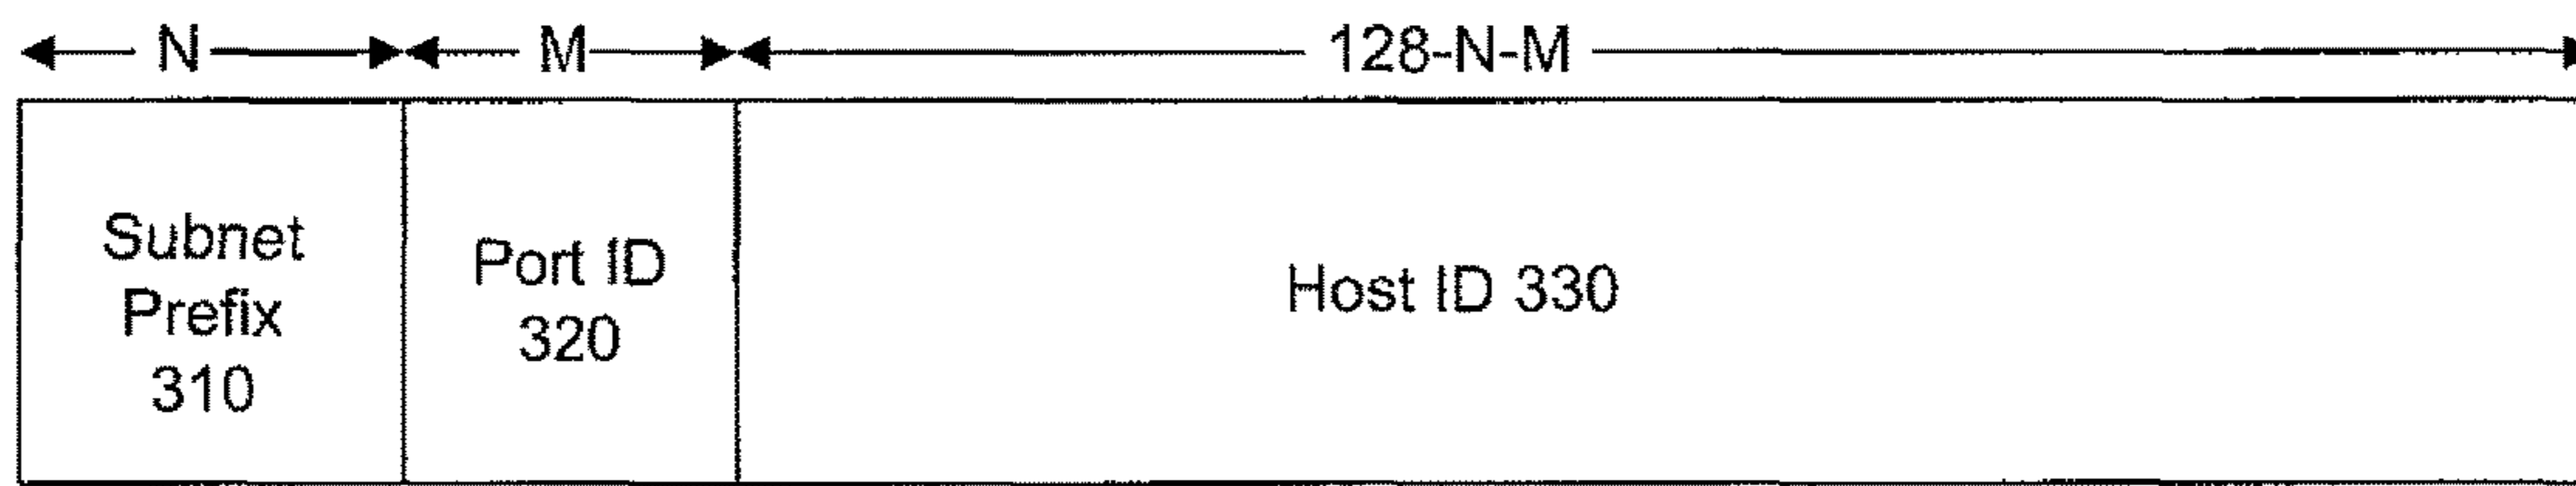 N M 128-N-M
Subnet
Prefix
310
Port ID
320
Host ID 330